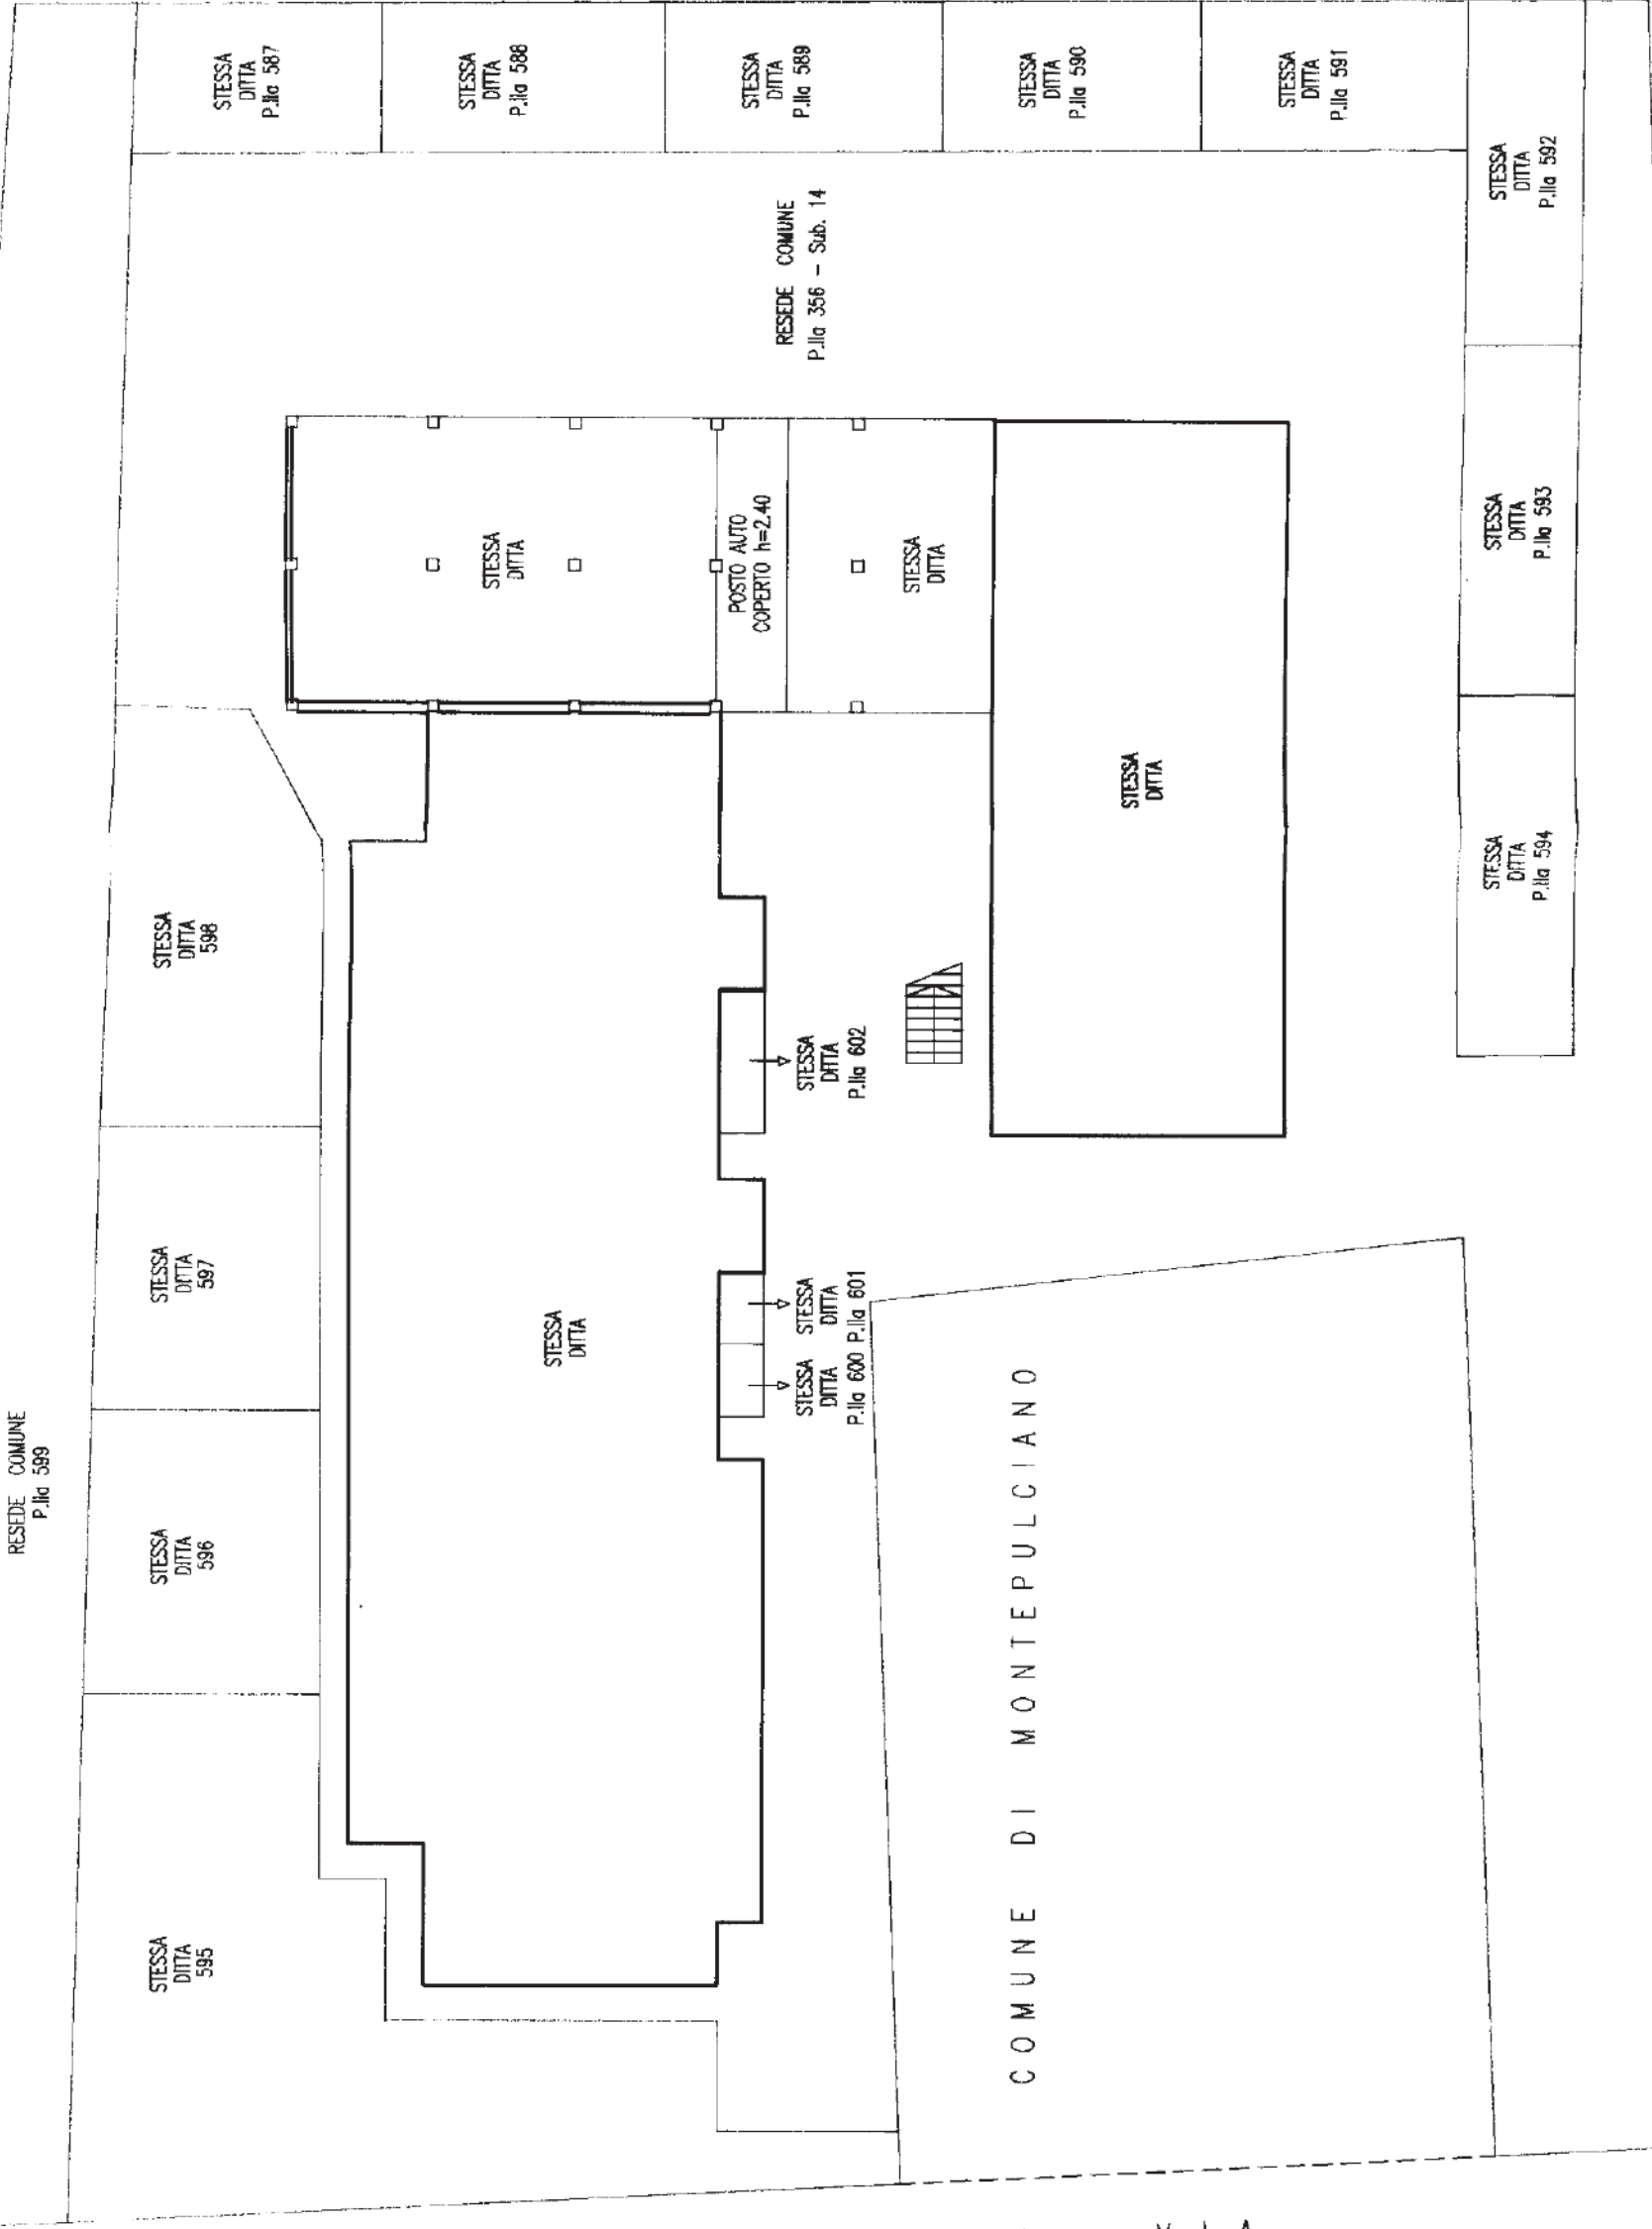 RESEDE COMUNE
P.lla 599
STESSA
DITTA
595
STESSA
DITTA
596
STESSA
DITTA
597
STESSA
DITTA
598
STESSA
DITTA
P.lla 587
STESSA
DITTA
P.lla 588
STESSA
DITTA
P.lla 589
STESSA
DITTA
P.lla 590
STESSA
DITTA
P.lla 591
STESSA
DITTA
P.lla 592
STESSA
DITTA
P.lla 593
STESSA
DITTA
P.lla 594
RESEDE COMUNE
P.lla 356 - Sub. 14
STESSA
DITTA
POSTO AUTO
COPERTO h=2.40
STESSA
DITTA
STESSA
DITTA
STESSA
DITTA
STESSA
DITTA
P.lla 600
STESSA
DITTA
P.lla 601
STESSA
DITTA
P.lla 602
COMUNE DI MONTEPULCIANO